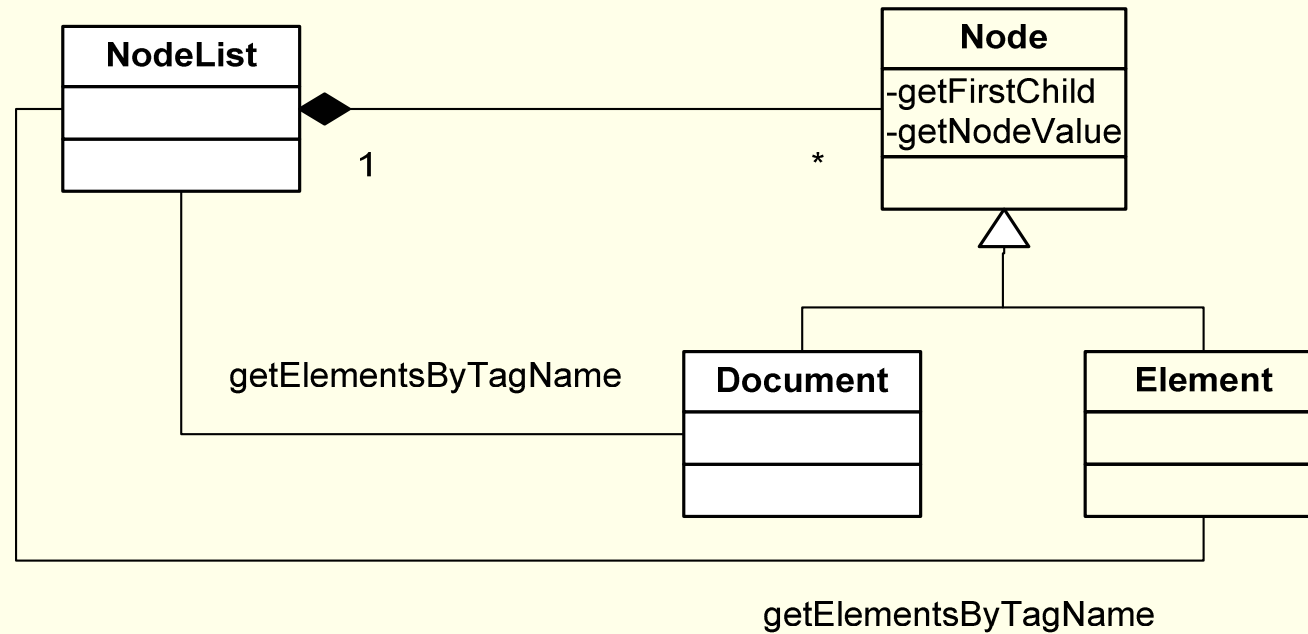 NodeList
Node
-getFirstChild
-getNodeValue
1
*
getElementsByTagName
Document
Element
getElementsByTagName